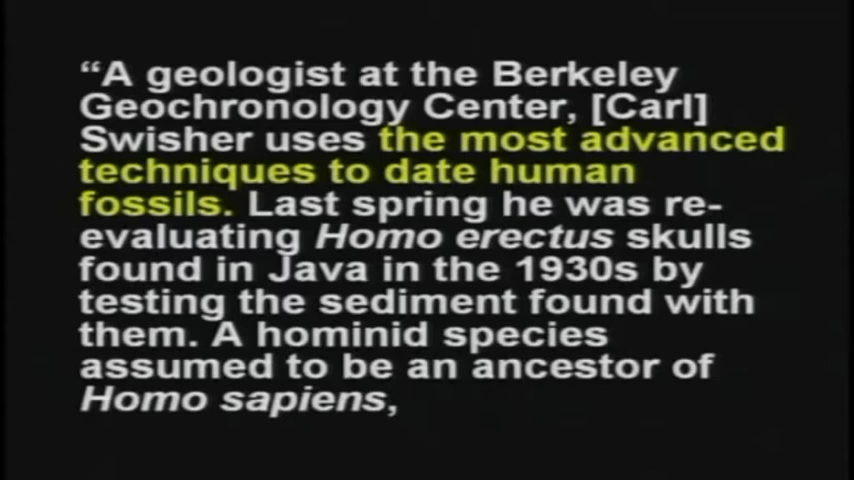 “A geologist at the Berkeley
Geochronology Center, [Carl]
Swisher uses the most advanced
techniques to date human
fossils. Last spring he was re-
evaluating Homo erectus skulls
found in Java in the 1930s by
testing the sediment found with
them. A hominid species
assumed to be an ancestor of
Homo sapiens,